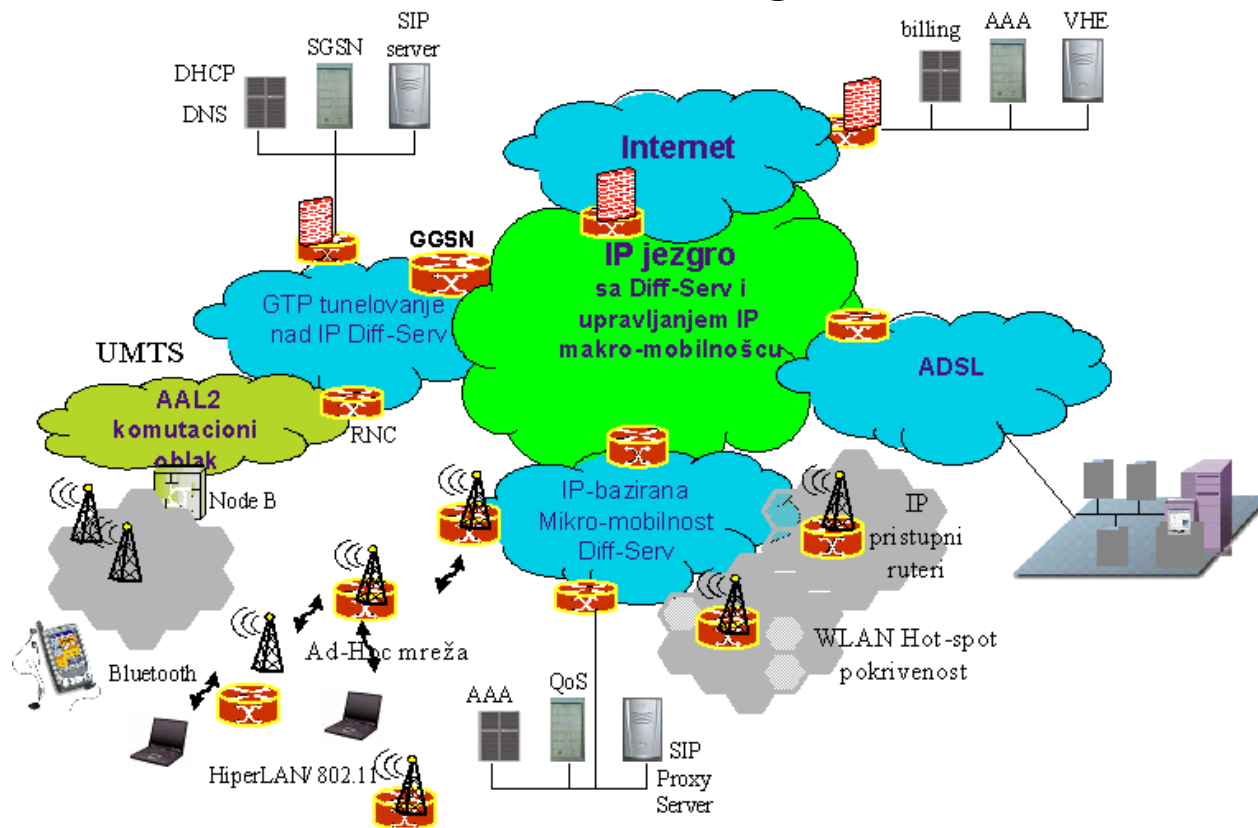 SIP
server
SGSN
DHCP
DNS
billing
AAA
VHE
Internet
GGSN
IP jezgro
sa Diff-Serv i
upravljanjem IP
makro-mobilnošcu
GTP tunelovanje
nad IP Diff-Serv
UMTS
ADSL
AAL2
komutacioni
oblak
RNC
Node B
IP-bazirana
Mikro-mobilnost
Diff-Serv
IP
pristupni
ruteri
WLAN Hot-spot
pokrivenost
Ad-Hoc mreža
Bluetooth
AAA
QoS
SIP
Proxy
Server
HiperLAN/802.11